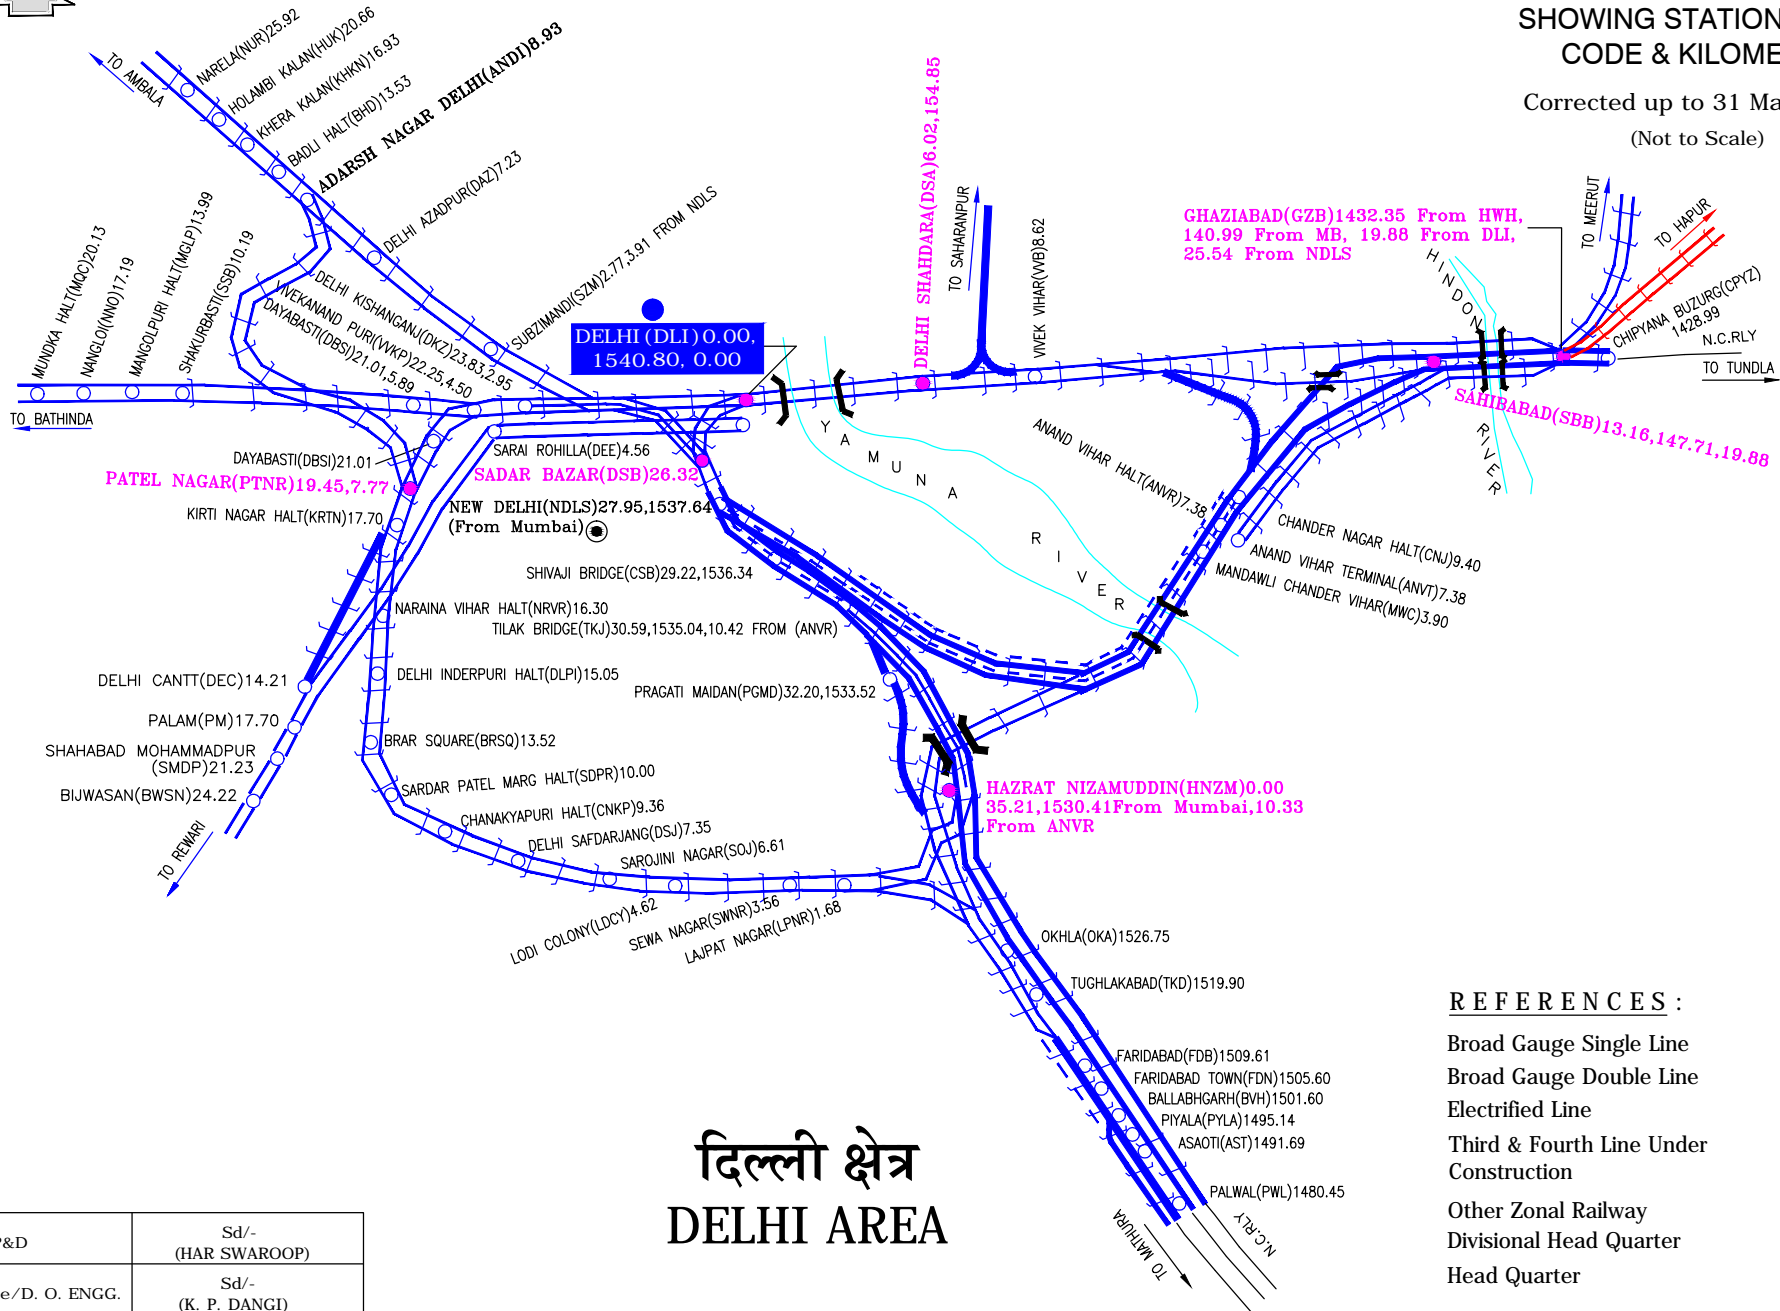 SHOWING STATION
CODE & KILOME
Corrected up to 31 Ma
(Not to Scale)
TO AMBALA
NARELA(NUR)25.92
HOLAMBI KALAN(HUK)20.66
KHERA KALAN(KHKN)16.93
BADLI HALT(BHD)13.53
ADARSH NAGAR DELHI(ANDI)8.93
DELHI AZADPUR(DAZ)7.23
SUBZIMANDI(SZM)2.77,3.91 FROM NDLS
MUNDKA HALT(MQC)20.13
NANGLOI(NNO)17.19
MANGOLPURI HALT(MGLP)13.99
SHAKURBASTI(SSB)10.19
DELHI KISHANGANJ(DKZ)23.83,2.95
VIVEKANAND PURI(VVKP)22.25,4.50
DAYABASTI(DBSI)21.01,5.89
TO BATHINDA
DELHI (DLI) 0.00,
1540.80, 0.00
DELHI SHAHDARA(DSA)6.02,154.85
TO SAHARANPUR
VIVEK VIHAR(VVB)8.62
GHAZIABAD(GZB)1432.35 From HWH,
140.99 From MB, 19.88 From DLI,
25.54 From NDLS
HINDON
RIVER
TO MEERUT
TO HAPUR
CHIPYANA BUZURG(CPYZ)
1428.99
N.C.RLY
TO TUNDLA
SAHIBABAD(SBB)13.16,147.71,19.88
DAYABASTI(DBSI)21.01
PATEL NAGAR(PTNR)19.45,7.77
KIRTI NAGAR HALT(KRTN)17.70
SARAI ROHILLA(DEE)4.56
SADAR BAZAR(DSB)26.32
NEW DELHI(NDLS)27.95,1537.64
(From Mumbai)
YAMUNA RIVER
ANAND VIHAR HALT(ANVR)7.38
CHANDER NAGAR HALT(CNJ)9.40
ANAND VIHAR TERMINAL(ANVT)7.38
MANDAWLI CHANDER VIHAR(MWC)3.90
SHIVAJI BRIDGE(CSB)29.22,1536.34
NARAINA VIHAR HALT(NRVR)16.30
TILAK BRIDGE(TKJ)30.59,1535.04,10.42 FROM (ANVR)
DELHI INDERPURI HALT(DLPI)15.05
PRAGATI MAIDAN(PGMD)32.20,1533.52
DELHI CANTT(DEC)14.21
PALAM(PM)17.70
SHAHABAD MOHAMMADPUR
(SMDP)21.23
BIJWASAN(BWSN)24.22
TO REWARI
BRAR SQUARE(BRSQ)13.52
SARDAR PATEL MARG HALT(SDPR)10.00
CHANAKYAPURI HALT(CNKP)9.36
DELHI SAFDARJANG(DSJ)7.35
SAROJINI NAGAR(SOJ)6.61
LODI COLONY(LDCY)4.62
SEWA NAGAR(SWNR)3.56
LAJPAT NAGAR(LPNR)1.68
HAZRAT NIZAMUDDIN(HNZM)0.00
35.21,1530.41From Mumbai,10.33
From ANVR
OKHLA(OKA)1526.75
TUGHLAKABAD(TKD)1519.90
FARIDABAD(FDB)1509.61
FARIDABAD TOWN(FDN)1505.60
BALLABHGARH(BVH)1501.60
PIYALA(PYLA)1495.14
ASAOTI(AST)1491.69
PALWAL(PWL)1480.45
TO MATHURA
N.C.RLY
दिल्ली क्षेत्र
DELHI AREA
REFERENCES :
Broad Gauge Single Line
Broad Gauge Double Line
Electrified Line
Third & Fourth Line Under
Construction
Other Zonal Railway
Divisional Head Quarter
Head Quarter
P&D
Sd/-
(HAR SWAROOP)
e/D. O. ENGG.
Sd/-
(K. P. DANGI)